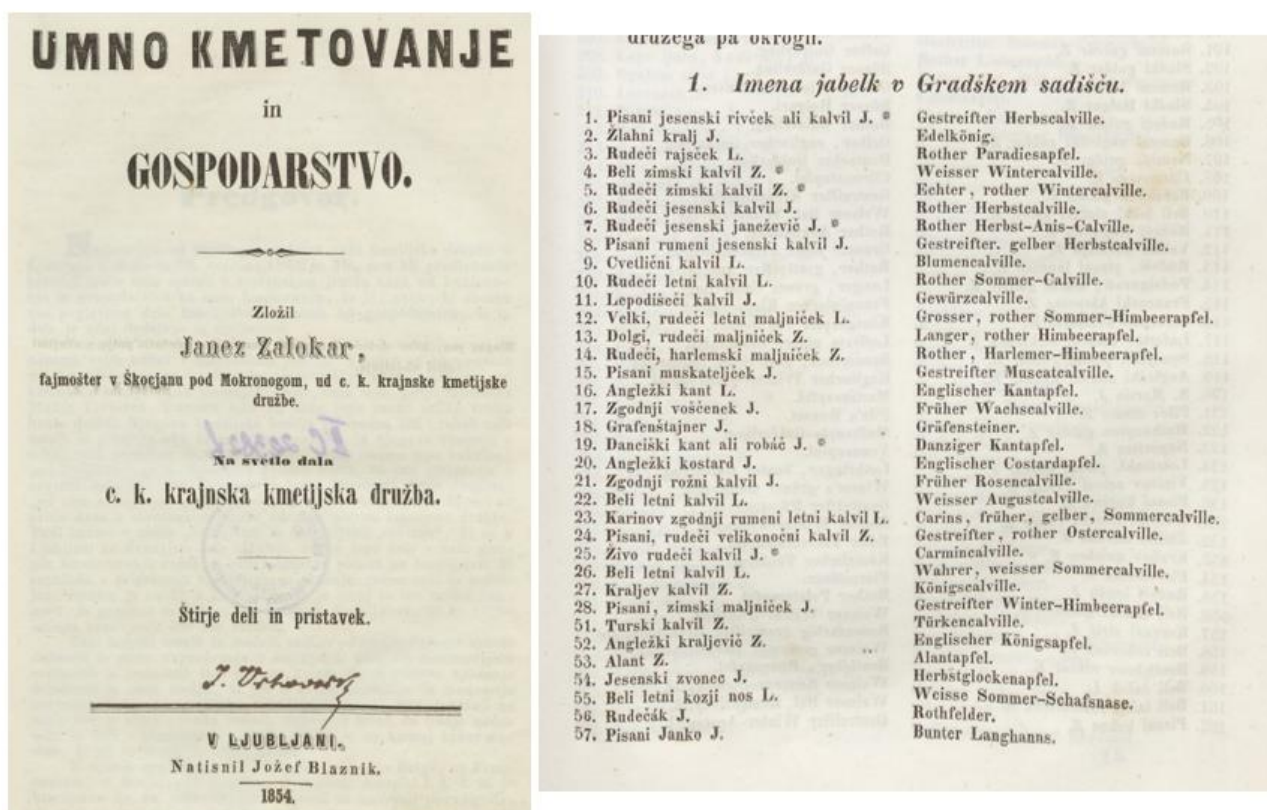 UMNO KMETOVANJE
in
GOSPODARSTVO.
Zložil
Janez Zalokar,
fajmošter v Škocjanu pod Mokronogom, ud c. k. krajnske kmetijske
družbe.
Na svetlo dala
c. k. krajnska kmetijska družba.
Štirje deli in pristavek.
V LJUBLJANI.
Natisnil Jožef Blaznik.
1854.
družega pa okrogli.
1. Imena jabelk v Gradškem sadišču.
1. Pisani jesenski rivček ali kalvil J. * Gestreifter Herbscalville.
2. Žlahni kralj J. Edelkönig.
3. Rudeči rajsček L. Rother Paradiesapfel.
4. Beli zimski kalvil Z. * Weisser Wintercalville.
5. Rudeči zimski kalvil Z. * Echter, rother Wintercalville.
6. Rudeči jesenski kalvil J. Rother Herbstcalville.
7. Rudeči jesenski janeževič J. * Rother Herbst-Anis-Calville.
8. Pisani rumeni jesenski kalvil J. Gestreifter. gelber Herbstcalville.
9. Cvetlični kalvil L. Blumencalville.
10. Rudeči letni kalvil L. Rother Sommer-Calville.
11. Lepodišeči kalvil J. Gewürzcalville.
12. Velki, rudeči letni maljniček L. Grosser, rother Sommer-Himbeerapfel.
13. Dolgi, rudeči maljniček Z. Langer, rother Himbeerapfel.
14. Rudeči, harlemski maljniček Z. Rother, Harlemer-Himbeerapfel.
15. Pisani muskateljček J. Gestreifter Muscatcalville.
16. Angležki kant L. Englischer Kantapfel.
17. Zgodnji voščenek J. Früher Wachscalville.
18. Grafenštajner J. Gräfensteiner.
19. Danciški kant ali robáč J. * Danziger Kantapfel.
20. Angležki kostard J. Englischer Costardapfel.
21. Zgodnji rožni kalvil J. Früher Rosencalville.
22. Beli letni kalvil L. Weisser Augustcalville.
23. Karinov zgodnji rumeni letni kalvil L. Carins, früher, gelber, Sommercalville.
24. Pisani, rudeči velikonočni kalvil Z. Gestreifter, rother Ostercalville.
25. Živo rudeči kalvil J. * Carmincalville.
26. Beli letni kalvil L. Wahrer, weisser Sommercalville.
27. Kraljev kalvil Z. Königscalville.
28. Pisani, zimski maljniček J. Gestreifter Winter-Himbeerapfel.
51. Turski kalvil Z. Türkencalville.
52. Angležki kraljevič Z. Englischer Königsapfel.
53. Alant Z. Alantapfel.
54. Jesenski zvonec J. Herbstglockenapfel.
55. Beli letni kozji nos L. Weisse Sommer-Schafsnase.
56. Rudečák J. Rothfelder.
57. Pisani Janko J. Bunter Langhanns.